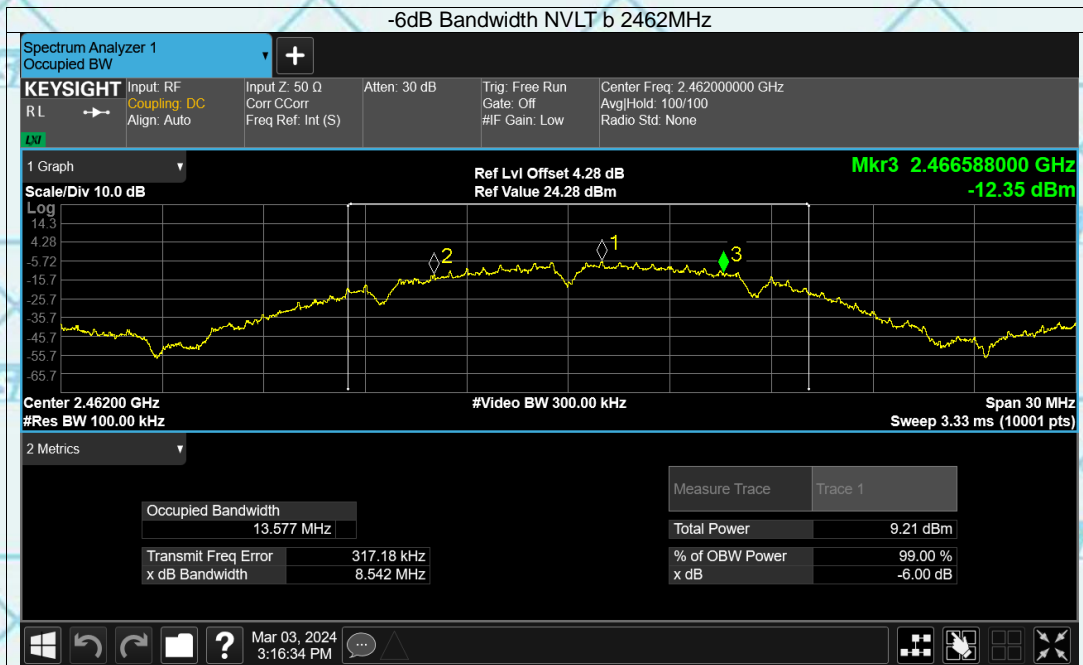 -6dB Bandwidth NVLT b 2462MHz
Spectrum Analyzer 1
Occupied BW
+
KEYSIGHT Input: RF Input Z: 50 Ω Atten: 30 dB Trig: Free Run Center Freq: 2.462000000 GHz
R L Coupling: DC Corr CCorr Gate: Off Avg|Hold: 100/100
Align: Auto Freq Ref: Int (S) #IF Gain: Low Radio Std: None
LXI
1 Graph
Ref Lvl Offset 4.28 dB Mkr3 2.466588000 GHz
Scale/Div 10.0 dB Ref Value 24.28 dBm -12.35 dBm
Log
14.3
4.28
-5.72
-15.7
-25.7
-35.7
-45.7
-55.7
-65.7
2
1
3
Center 2.46200 GHz #Video BW 300.00 kHz Span 30 MHz
#Res BW 100.00 kHz Sweep 3.33 ms (10001 pts)
2 Metrics
Measure Trace Trace 1
Occupied Bandwidth
13.577 MHz Total Power 9.21 dBm
Transmit Freq Error 317.18 kHz % of OBW Power 99.00 %
x dB Bandwidth 8.542 MHz x dB -6.00 dB
? Mar 03, 2024
3:16:34 PM